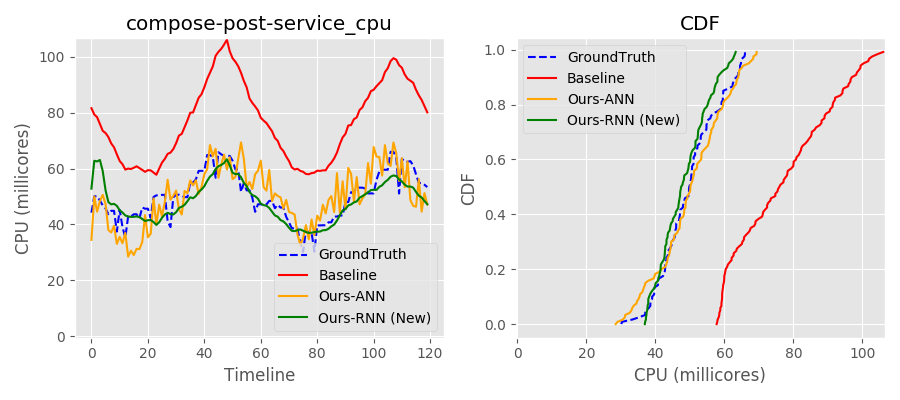 compose-post-service_cpu
CPU (millicores)
100
80
60
40
20
0
0
20
40
60
80
100
120
Timeline
GroundTruth
Baseline
Ours-ANN
Ours-RNN (New)
CDF
CDF
1.0
0.8
0.6
0.4
0.2
0.0
0
20
40
60
80
100
CPU (millicores)
GroundTruth
Baseline
Ours-ANN
Ours-RNN (New)